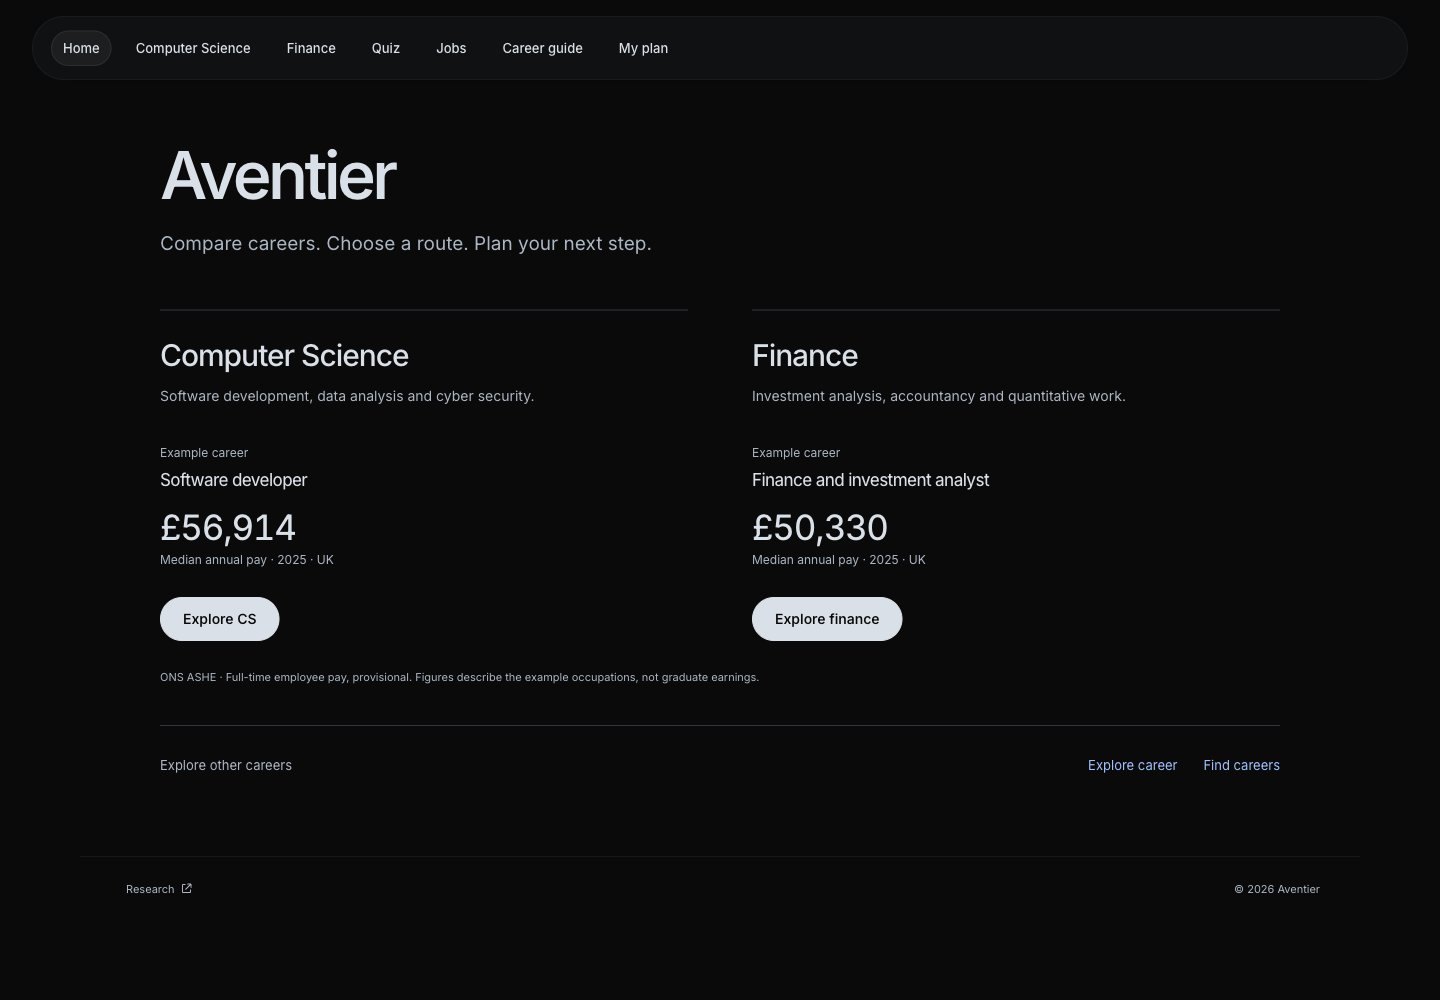 Home Computer Science Finance Quiz Jobs Career guide My plan
Aventier
Compare careers. Choose a route. Plan your next step.
Computer Science
Software development, data analysis and cyber security.
Example career
Software developer
£56,914
Median annual pay · 2025 · UK
Explore CS
Finance
Investment analysis, accountancy and quantitative work.
Example career
Finance and investment analyst
£50,330
Median annual pay · 2025 · UK
Explore finance
ONS ASHE · Full-time employee pay, provisional. Figures describe the example occupations, not graduate earnings.
Explore other careers Explore career Find careers
Research © 2026 Aventier